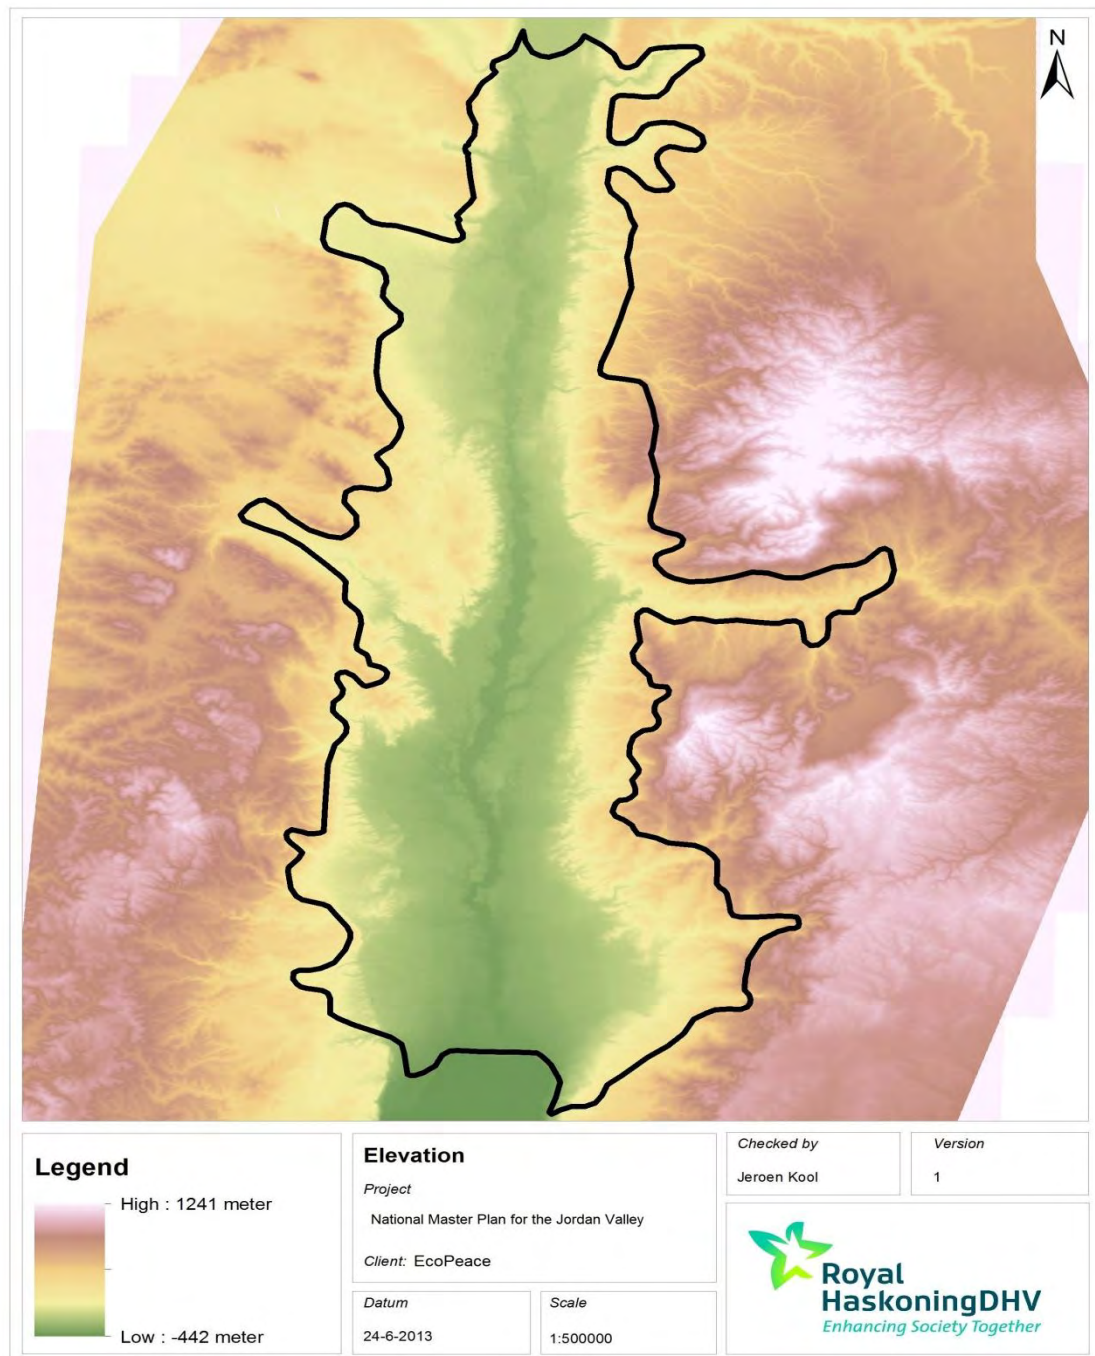 N
Legend
High : 1241 meter
Low : -442 meter
Elevation
Project
National Master Plan for the Jordan Valley
Client: EcoPeace
Datum
24-6-2013
Scale
1:500000
Checked by
Jeroen Kool
Version
1
Royal
HaskoningDHV
Enhancing Society Together